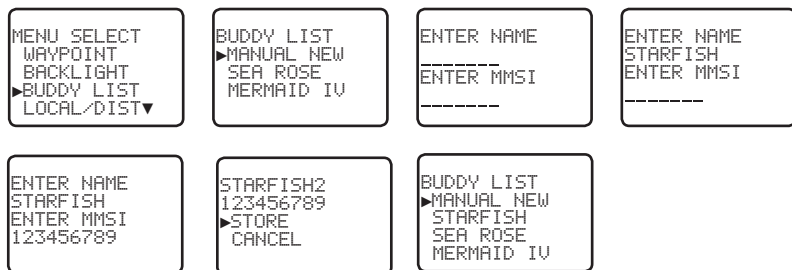 MENU SELECT
WAYPOINT
BACKLIGHT
►BUDDY LIST
LOCAL/DIST▼
BUDDY LIST
►MANUAL NEW
SEA ROSE
MERMAID IV
ENTER NAME
_______
ENTER MMSI
_______
ENTER NAME
STARFISH
ENTER MMSI
_______
ENTER NAME
STARFISH
ENTER MMSI
123456789
STARFISH2
123456789
►STORE
CANCEL
BUDDY LIST
►MANUAL NEW
STARFISH
SEA ROSE
MERMAID IV